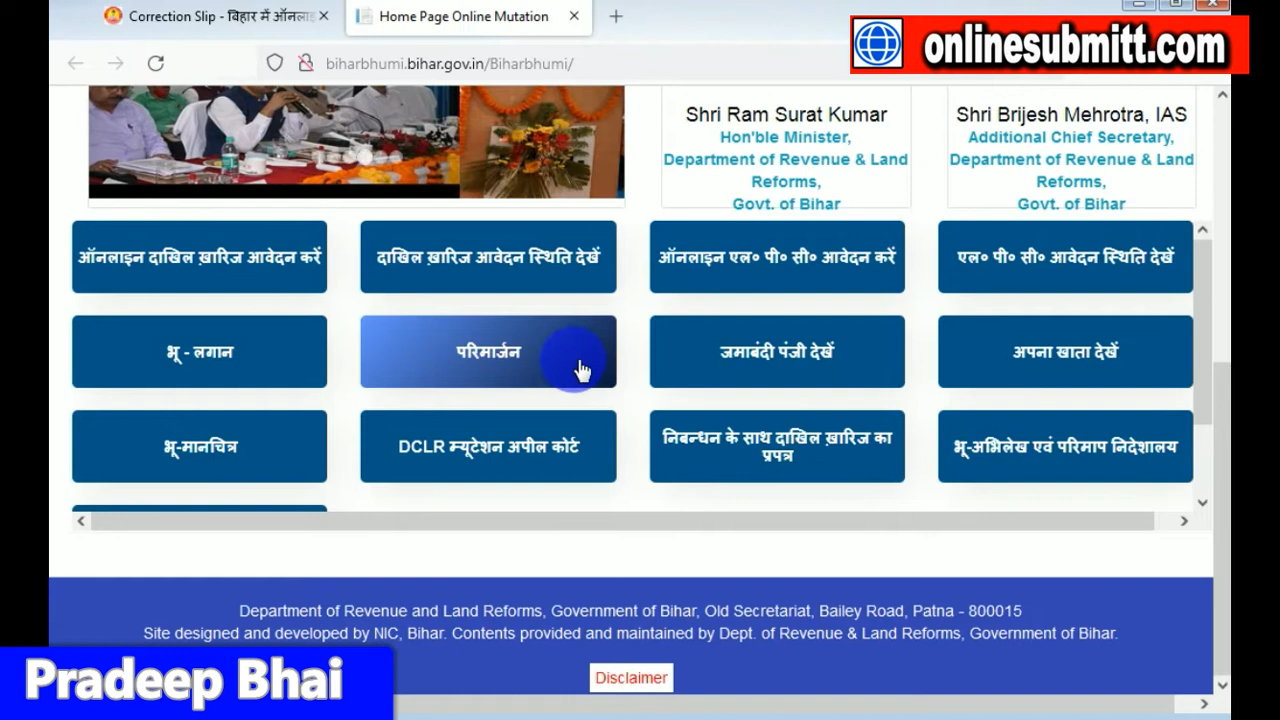 Correction Slip - बिहार में ऑनलाइ
Home Page Online Mutation
onlinesubmitt.com
biharbhumi.bihar.gov.in/Biharbhumi/
Shri Ram Surat Kumar
Hon'ble Minister,
Department of Revenue & Land
Reforms,
Govt. of Bihar
Shri Brijesh Mehrotra, IAS
Additional Chief Secretary,
Department of Revenue & Land
Reforms,
Govt. of Bihar
ऑनलाइन दाखिल ख़ारिज आवेदन करें
दाखिल ख़ारिज आवेदन स्थिति देखें
ऑनलाइन एल० पी० सी० आवेदन करें
एल० पी० सी० आवेदन स्थिति देखें
भू - लगान
परिमार्जन
जमाबंदी पंजी देखें
अपना खाता देखें
भू-मानचित्र
DCLR म्यूटेशन अपील कोर्ट
निबन्धन के साथ दाखिल ख़ारिज का
प्रपत्र
भू-अभिलेख एवं परिमाप निदेशालय
Department of Revenue and Land Reforms, Government of Bihar, Old Secretariat, Bailey Road, Patna - 800015
Site designed and developed by NIC, Bihar. Contents provided and maintained by Dept. of Revenue & Land Reforms, Government of Bihar.
Disclaimer
Pradeep Bhai